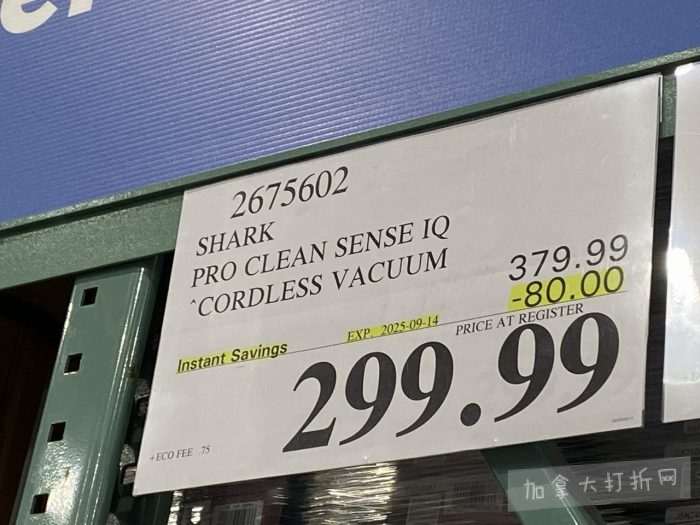 er
2675602
SHARK
PRO CLEAN SENSE IQ
^CORDLESS VACUUM
379.99
-80.00
Instant Savings
EXP. 2025-09-14
PRICE AT REGISTER
299.99
+ECO FEE .75
加拿大打折网